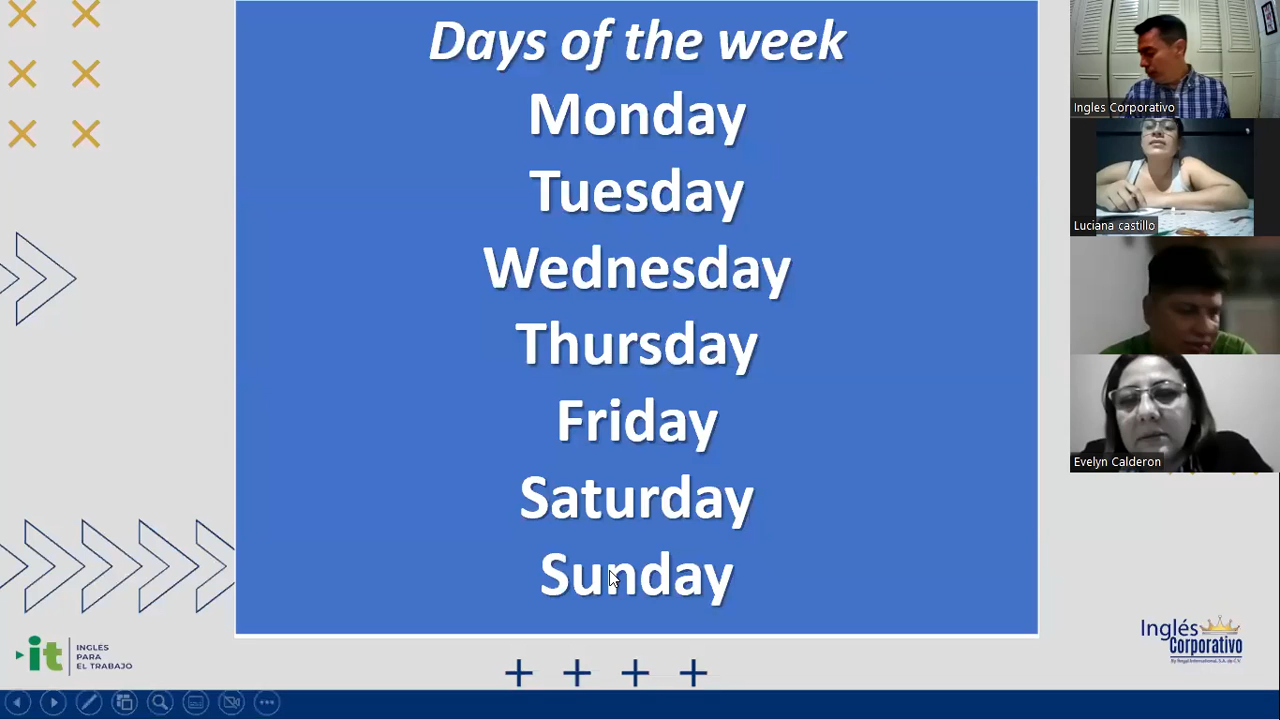 Days of the week
Monday
Tuesday
Wednesday
Thursday
Friday
Saturday
Sunday
Ingles Corporativo
Luciana castillo
Evelyn Calderon
it
INGLÉS
PARA
EL TRABAJO
Inglés
Corporativo